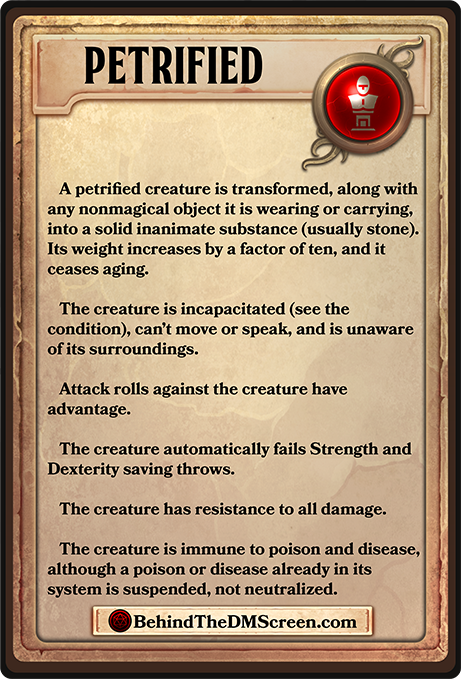 PETRIFIED
A petrified creature is transformed, along with
any nonmagical object it is wearing or carrying,
into a solid inanimate substance (usually stone).
Its weight increases by a factor of ten, and it
ceases aging.
The creature is incapacitated (see the
condition), can't move or speak, and is unaware
of its surroundings.
Attack rolls against the creature have
advantage.
The creature automatically fails Strength and
Dexterity saving throws.
The creature has resistance to all damage.
The creature is immune to poison and disease,
although a poison or disease already in its
system is suspended, not neutralized.
BehindTheDMScreen.com